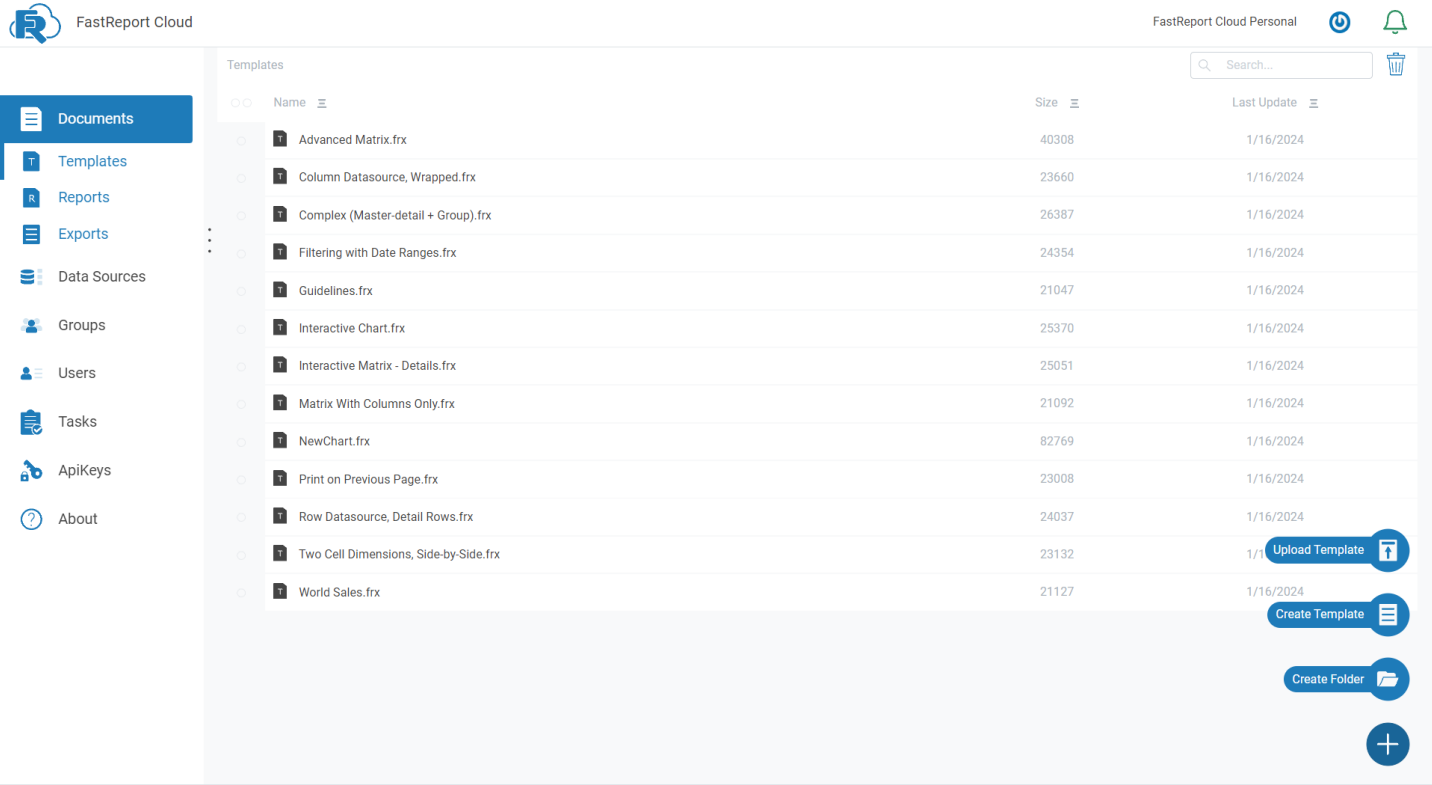 FastReport Cloud
FastReport Cloud Personal
Templates
Search...
Documents
Templates
Reports
Exports
Data Sources
Groups
Users
Tasks
ApiKeys
About
Name Size Last Update
T Advanced Matrix.frx 40308 1/16/2024
T Column Datasource, Wrapped.frx 23660 1/16/2024
T Complex (Master-detail + Group).frx 26387 1/16/2024
T Filtering with Date Ranges.frx 24354 1/16/2024
T Guidelines.frx 21047 1/16/2024
T Interactive Chart.frx 25370 1/16/2024
T Interactive Matrix - Details.frx 25051 1/16/2024
T Matrix With Columns Only.frx 21092 1/16/2024
T NewChart.frx 82769 1/16/2024
T Print on Previous Page.frx 23008 1/16/2024
T Row Datasource, Detail Rows.frx 24037 1/16/2024
T Two Cell Dimensions, Side-by-Side.frx 23132
T World Sales.frx 21127 1/16/2024
Upload Template
Create Template
Create Folder